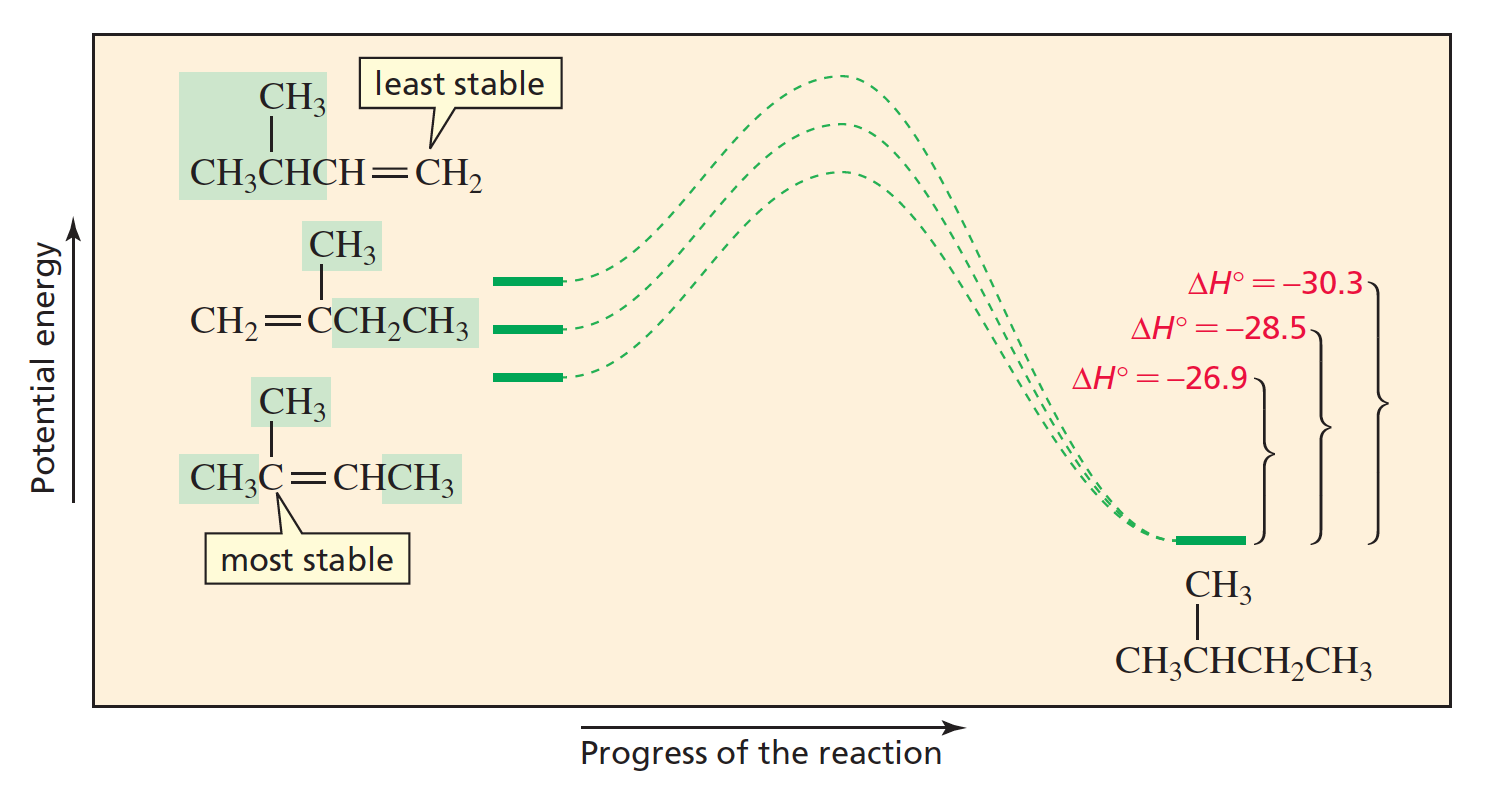 CH₃
least stable
CH₃CHCH=CH₂
CH₃
CH₂=CCH₂CH₃
CH₃
CH₃C=CHCH₃
most stable
Potential energy
ΔH° = –30.3
ΔH° = –28.5
ΔH° = –26.9
CH₃
CH₃CHCH₂CH₃
Progress of the reaction